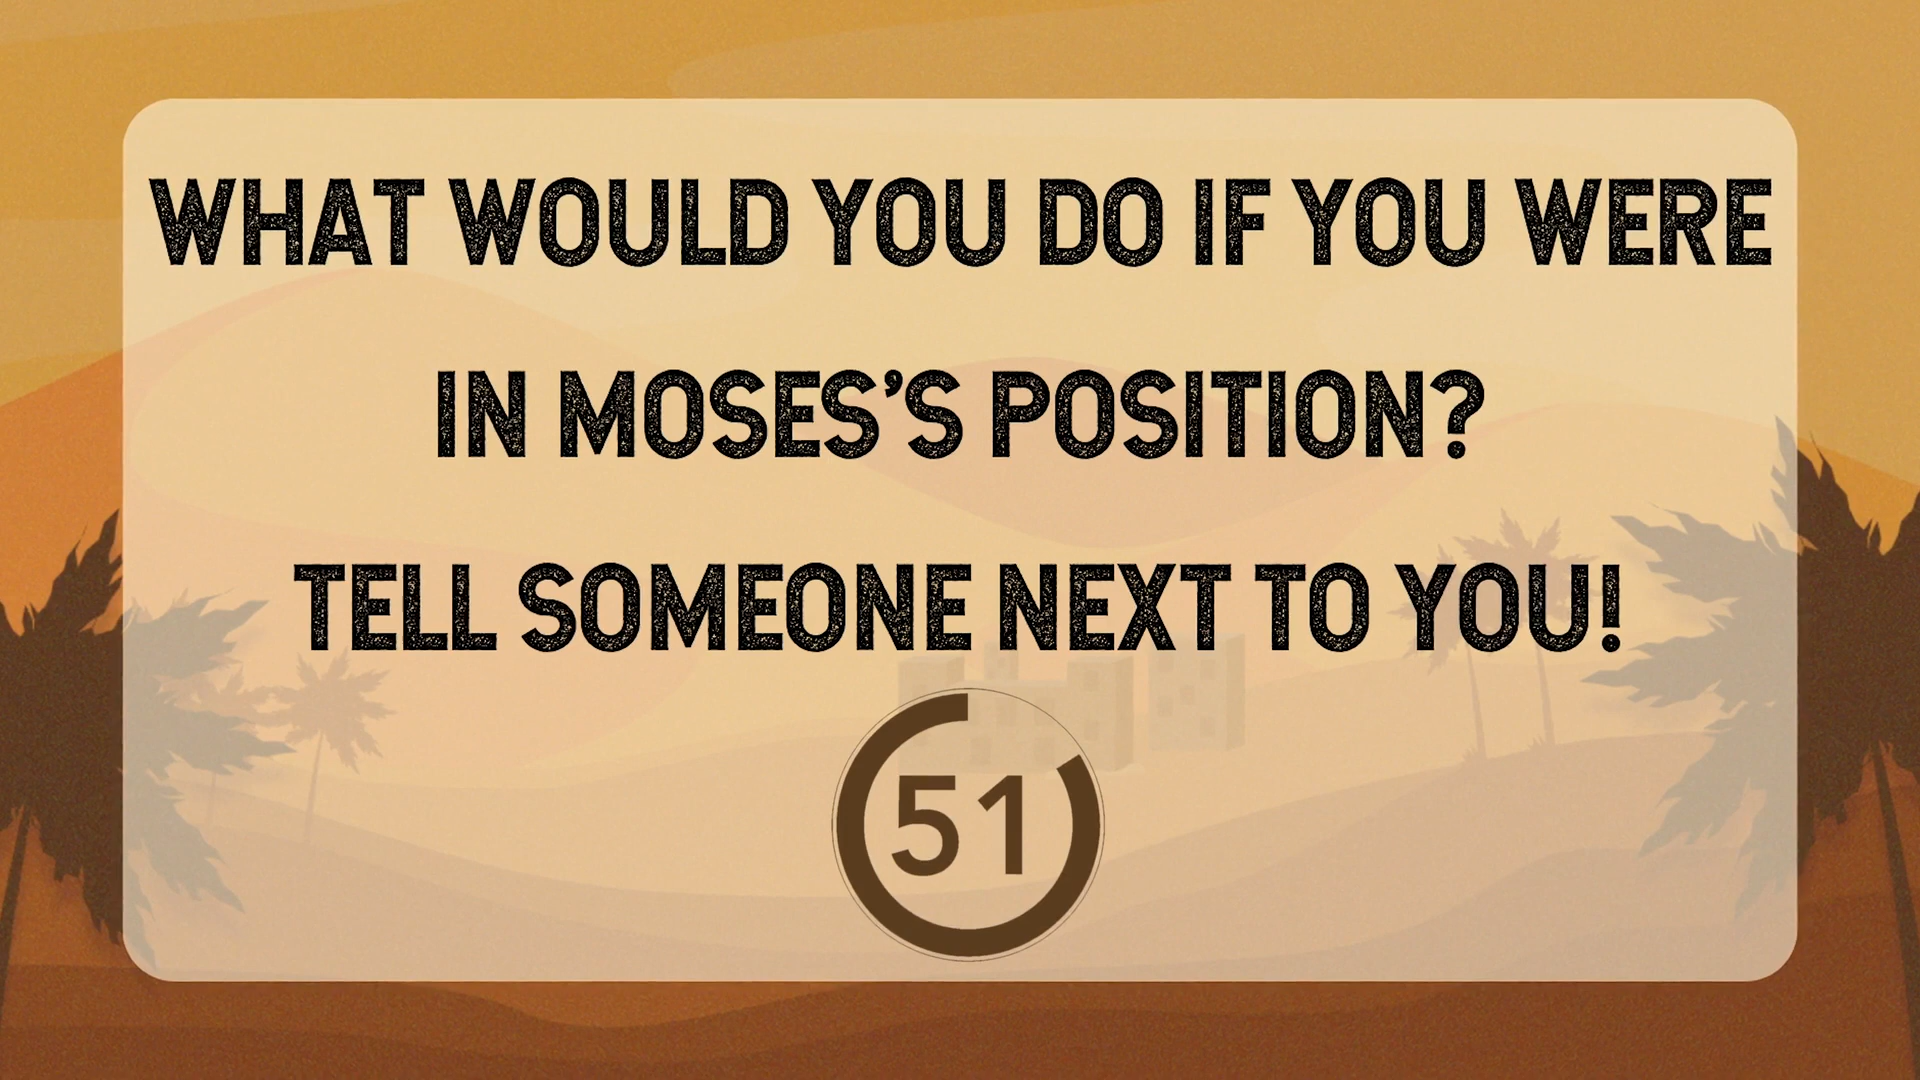 WHAT WOULD YOU DO IF YOU WERE
IN MOSES’S POSITION?
TELL SOMEONE NEXT TO YOU!
51